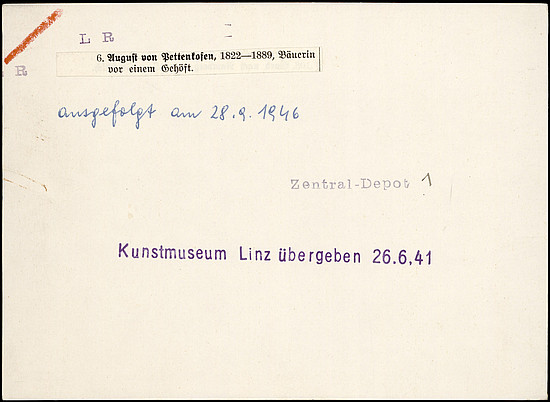 L R
6. August von Pettenkofen, 1822—1889, Bäuerin
vor einem Gehöft.
R
ausgefolgt am 28.9.1946
Zentral-Depot 1
Kunstmuseum Linz übergeben 26.6,41